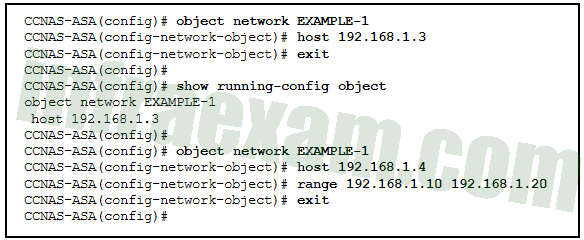 CCNAS-ASA(config)# object network EXAMPLE-1
CCNAS-ASA(config-network-object)# host 192.168.1.3
CCNAS-ASA(config-network-object)# exit
CCNAS-ASA(config)#
CCNAS-ASA(config)# show running-config object
object network EXAMPLE-1
 host 192.168.1.3
CCNAS-ASA(config)#
CCNAS-ASA(config)# object network EXAMPLE-1
CCNAS-ASA(config-network-object)# host 192.168.1.4
CCNAS-ASA(config-network-object)# range 192.168.1.10 192.168.1.20
CCNAS-ASA(config-network-object)# exit
CCNAS-ASA(config)#
infraexam.com